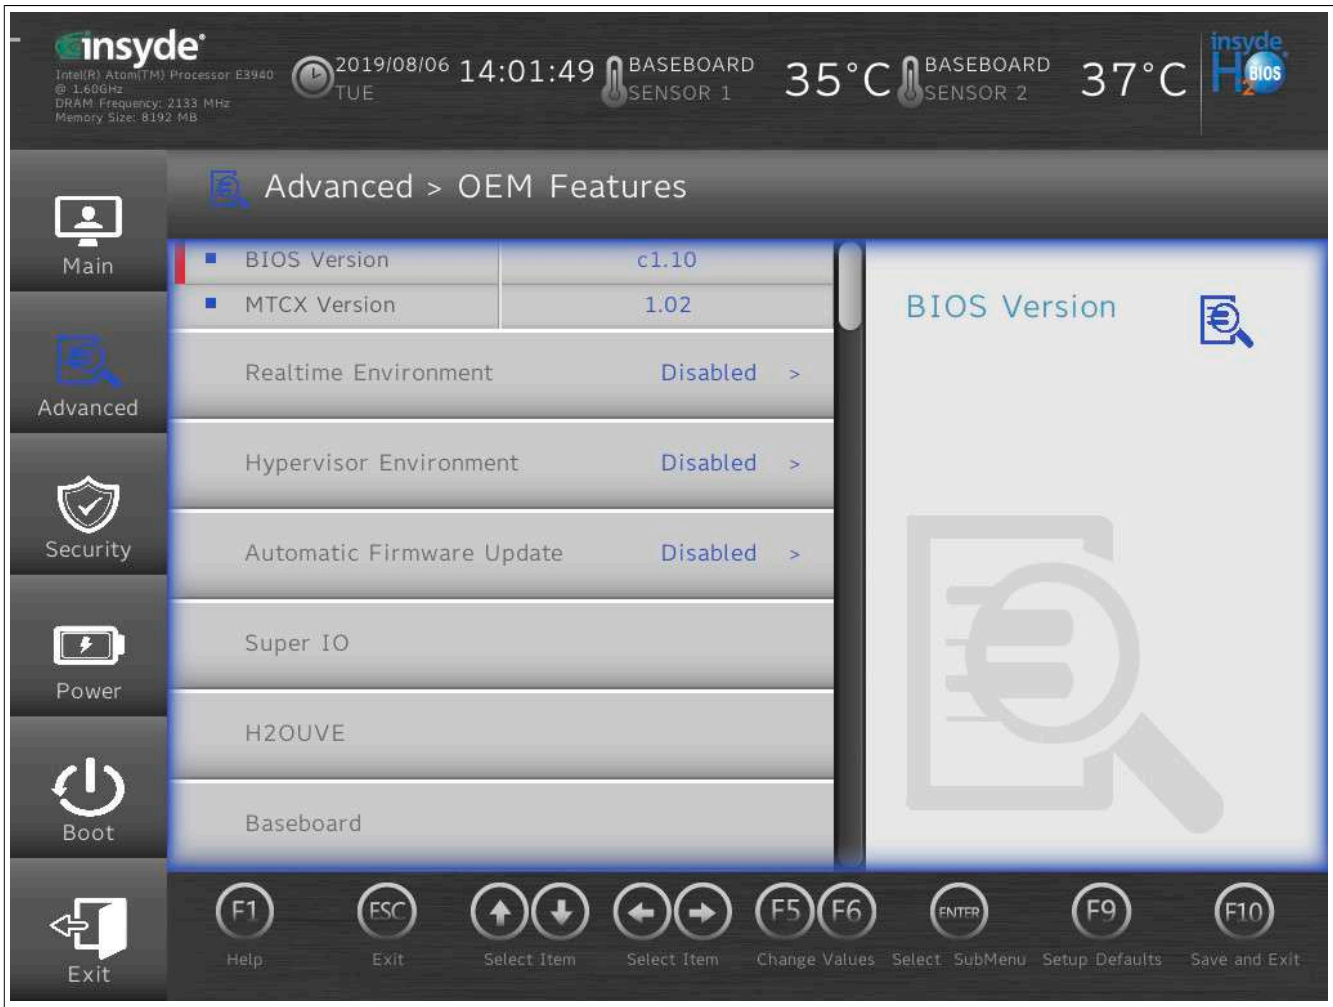 insyde
Intel(R) Atom(TM) Processor E3940
@ 1.60GHz
DRAM Frequency: 2133 MHz
Memory Size: 8192 MB
2019/08/06
TUE
14:01:49
BASEBOARD
SENSOR 1
35°C
BASEBOARD
SENSOR 2
37°C
insyde
H2O
BIOS
Advanced > OEM Features
Main
Advanced
Security
Power
Boot
Exit
BIOS Version c1.10
MTCX Version 1.02
Realtime Environment Disabled >
Hypervisor Environment Disabled >
Automatic Firmware Update Disabled >
Super IO
H2OUVE
Baseboard
BIOS Version
F1
Help
ESC
Exit
Select Item
Select Item
F5 F6
Change Values
ENTER
Select SubMenu
F9
Setup Defaults
F10
Save and Exit